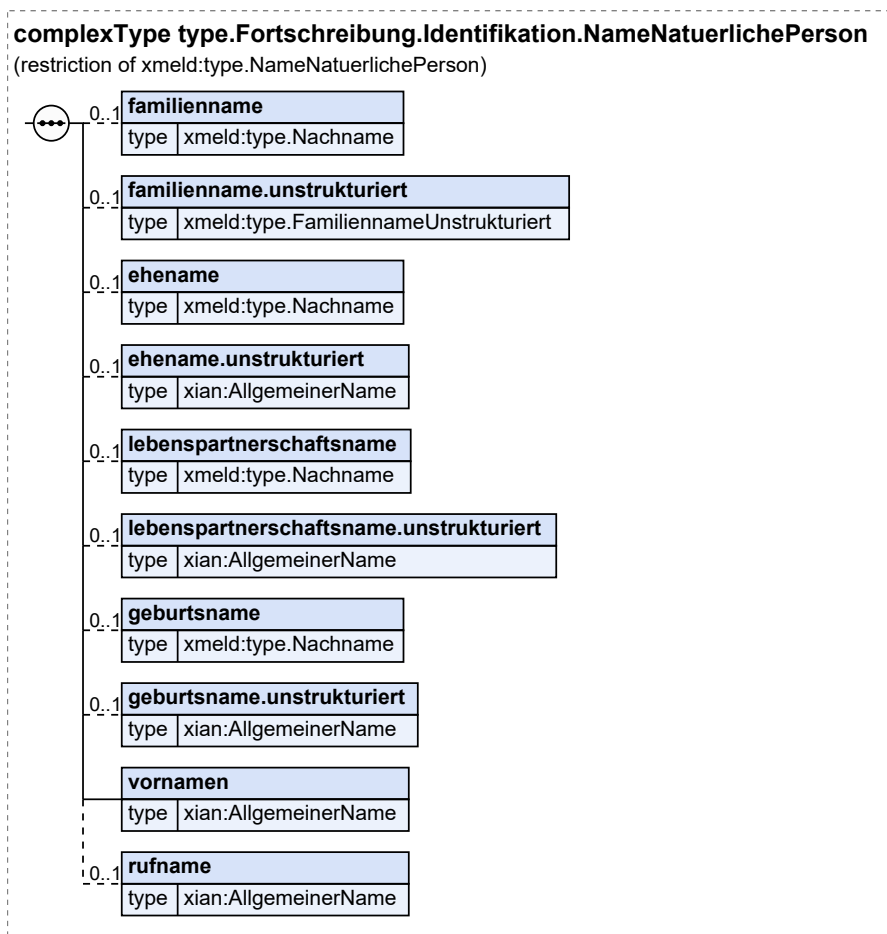 complexType type.Fortschreibung.Identifikation.NameNatuerlichePerson
(restriction of xmeld:type.NameNatuerlichePerson)
0..1 familienname
type xmeld:type.Nachname
0..1 familienname.unstrukturiert
type xmeld:type.FamiliennameUnstrukturiert
0..1 ehename
type xmeld:type.Nachname
0..1 ehename.unstrukturiert
type xian:AllgemeinerName
0..1 lebenspartnerschaftsname
type xmeld:type.Nachname
0..1 lebenspartnerschaftsname.unstrukturiert
type xian:AllgemeinerName
0..1 geburtsname
type xmeld:type.Nachname
0..1 geburtsname.unstrukturiert
type xian:AllgemeinerName
vornamen
type xian:AllgemeinerName
0..1 rufname
type xian:AllgemeinerName